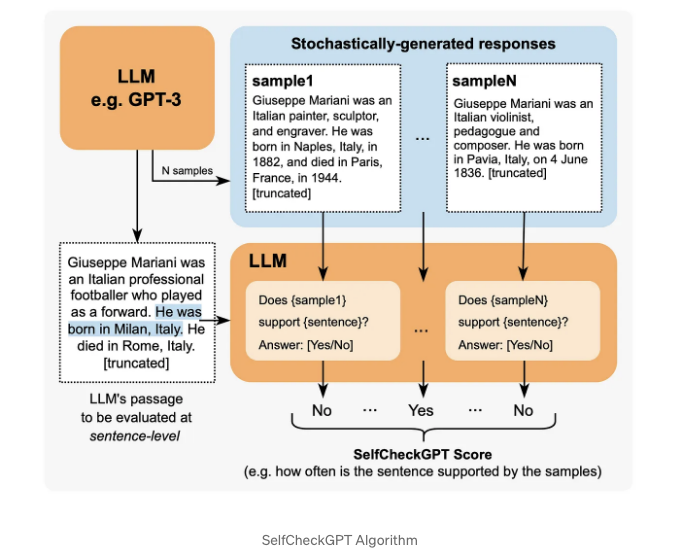 LLM
e.g. GPT-3
N samples
Stochastically-generated responses
sample1
Giuseppe Mariani was an
Italian painter, sculptor,
and engraver. He was
born in Naples, Italy, in
1882, and died in Paris,
France, in 1944.
[truncated]
...
sampleN
Giuseppe Mariani was an
Italian violinist,
pedagogue and
composer. He was born
in Pavia, Italy, on 4 June
1836. [truncated]
Giuseppe Mariani was
an Italian professional
footballer who played
as a forward. He was
born in Milan, Italy. He
died in Rome, Italy.
[truncated]
LLM's passage
to be evaluated at
sentence-level
LLM
Does {sample1}
support {sentence}?
Answer: [Yes/No]
...
Does {sampleN}
support {sentence}?
Answer: [Yes/No]
No ... Yes ... No
SelfCheckGPT Score
(e.g. how often is the sentence supported by the samples)
SelfCheckGPT Algorithm